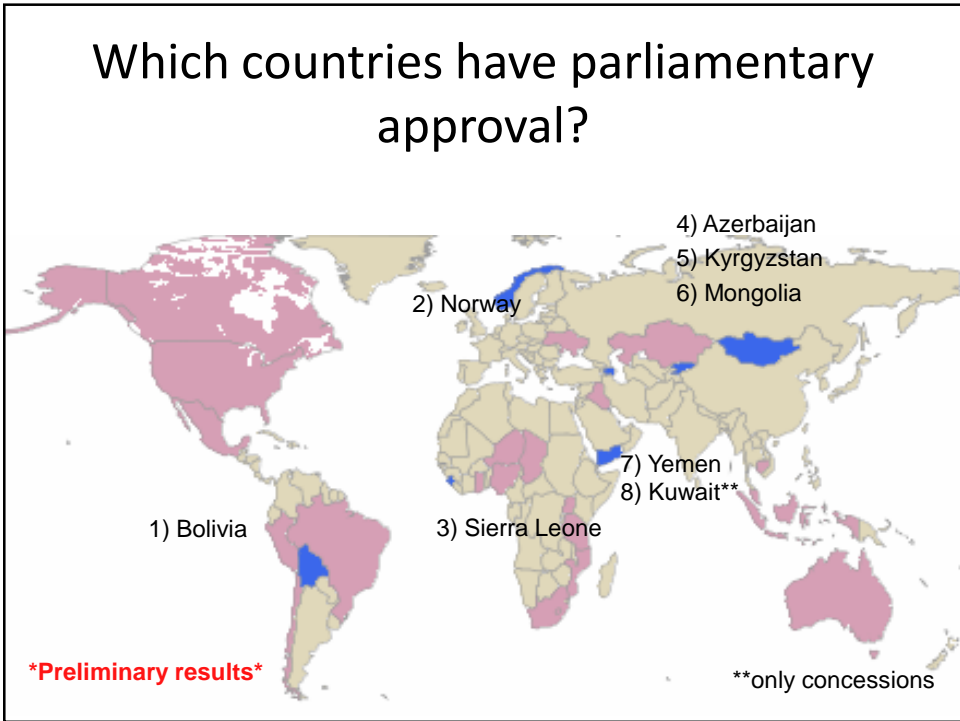 Which countries have parliamentary
approval?
4) Azerbaijan
5) Kyrgyzstan
6) Mongolia
2) Norway
7) Yemen
8) Kuwait**
1) Bolivia
3) Sierra Leone
*Preliminary results*
**only concessions